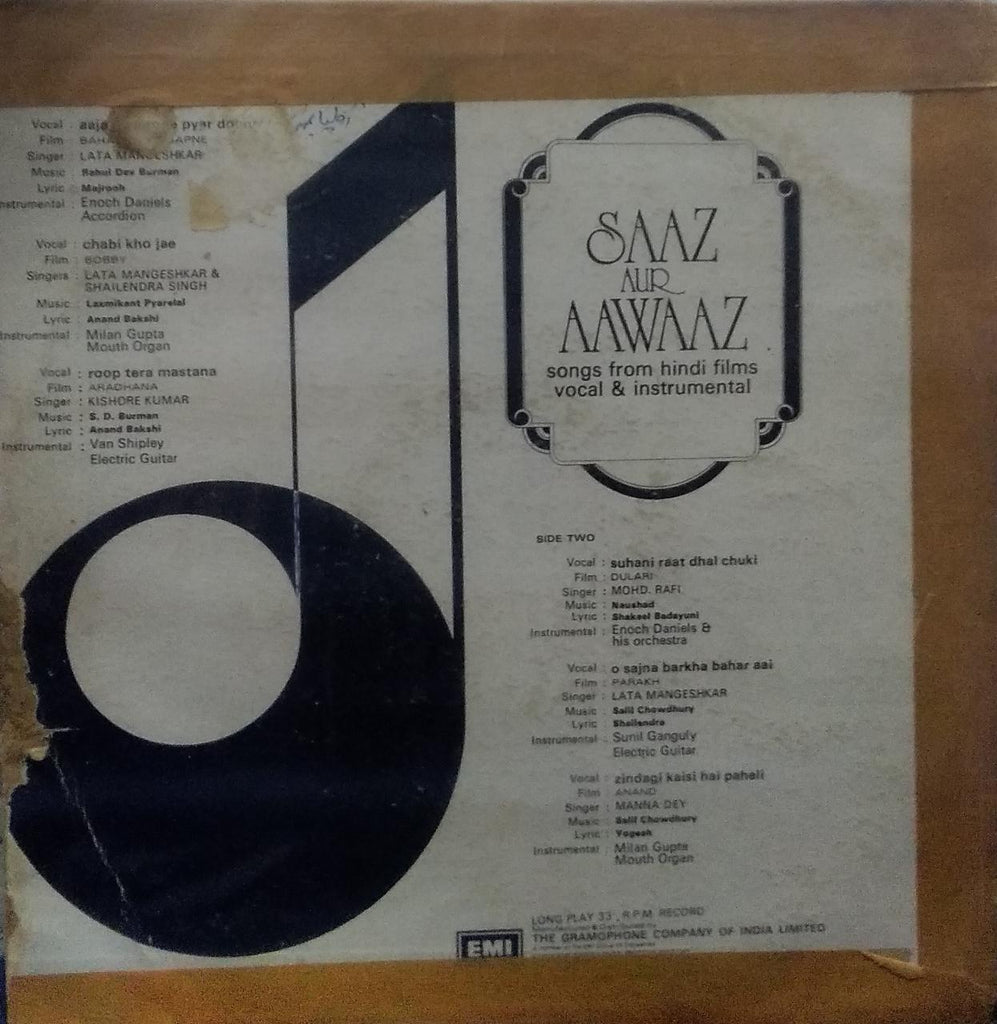 Vocal : aaja pyar
Film :
Singer : LATA MANGESHKAR
Music : Rahul Dev Burman
Lyric : Majrooh
Instrumental : Enoch Daniels
Accordion
Vocal : chabi kho jae
Film : BOBBY
Singers : LATA MANGESHKAR &
SHAILENDRA SINGH
Music : Laxmikant Pyarelal
Lyric : Anand Bakshi
Instrumental : Milan Gupta
Mouth Organ
Vocal : roop tera mastana
Film : ARADHANA
Singer : KISHORE KUMAR
Music : S. D. Burman
Lyric : Anand Bakshi
Instrumental : Van Shipley
Electric Guitar
SAAZ
AUR
AAWAAZ
songs from hindi films
vocal & instrumental
SIDE TWO
Vocal : suhani raat dhal chuki
Film : DULARI
Singer : MOHD. RAFI
Music : Naushad
Lyric : Shakeel Badayuni
Instrumental : Enoch Daniels &
his orchestra
Vocal : o sajna barkha bahar aai
Film : PARAKH
Singer : LATA MANGESHKAR
Music : Salil Chowdhury
Lyric : Shailendra
Instrumental : Sunil Ganguly
Electric Guitar
Vocal : zindagi kaisi hai paheli
Film : ANAND
Singer : MANNA DEY
Music : Salil Chowdhury
Lyric : Yogesh
Instrumental : Milan Gupta
Mouth Organ
LONG PLAY 33 R.P.M. RECORD
THE GRAMOPHONE COMPANY OF INDIA LIMITED
EMI